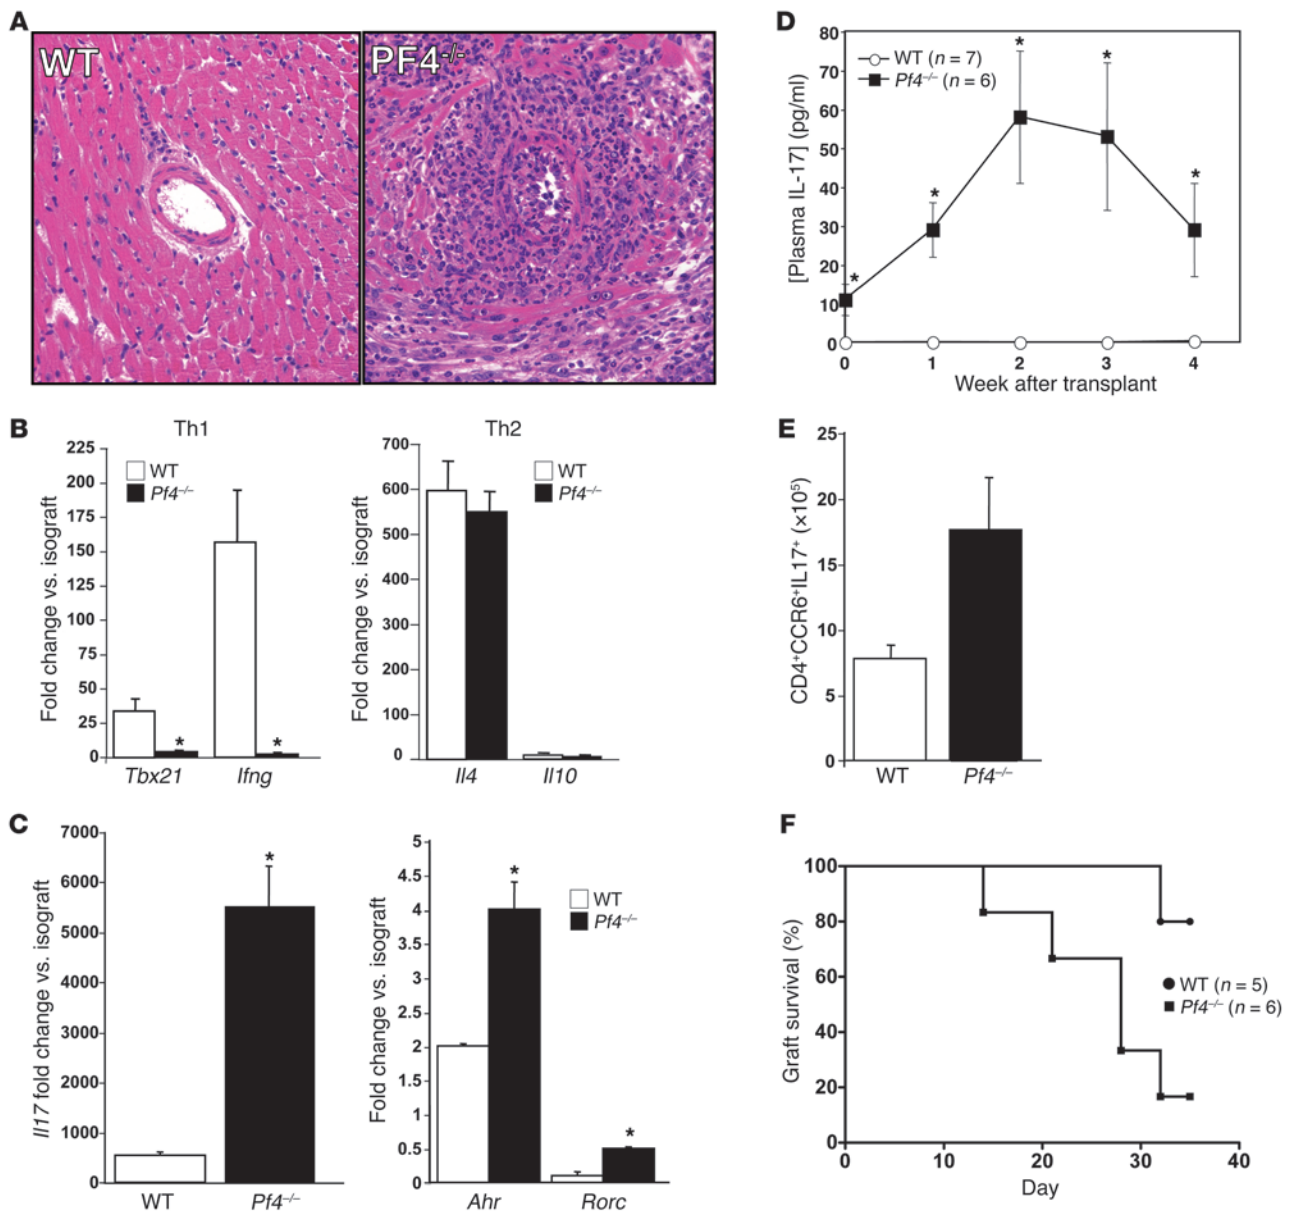 A
WT
PF4-/-
B
Th1
Fold change vs. isograft
225
200
175
150
125
100
75
50
25
0
WT
Pf4–/–
*
*
Tbx21
Ifng
Th2
Fold change vs. isograft
700
600
500
400
300
200
100
0
WT
Pf4–/–
Il4
Il10
C
Il17 fold change vs. isograft
7000
6000
5000
4000
3000
2000
1000
0
*
WT
Pf4–/–
Fold change vs. isograft
5
4.5
4
3.5
3
2.5
2
1.5
1
0.5
0
*
*
WT
Pf4–/–
Ahr
Rorc
D
[Plasma IL-17] (pg/ml)
80
70
60
50
40
30
20
10
0
WT (n = 7)
Pf4–/– (n = 6)
*
*
*
*
*
0
1
2
3
4
Week after transplant
E
CD4+CCR6+IL17+ (×10⁵)
25
20
15
10
5
0
WT
Pf4–/–
F
Graft survival (%)
100
80
60
40
20
0
WT (n = 5)
Pf4–/– (n = 6)
0
10
20
30
40
Day